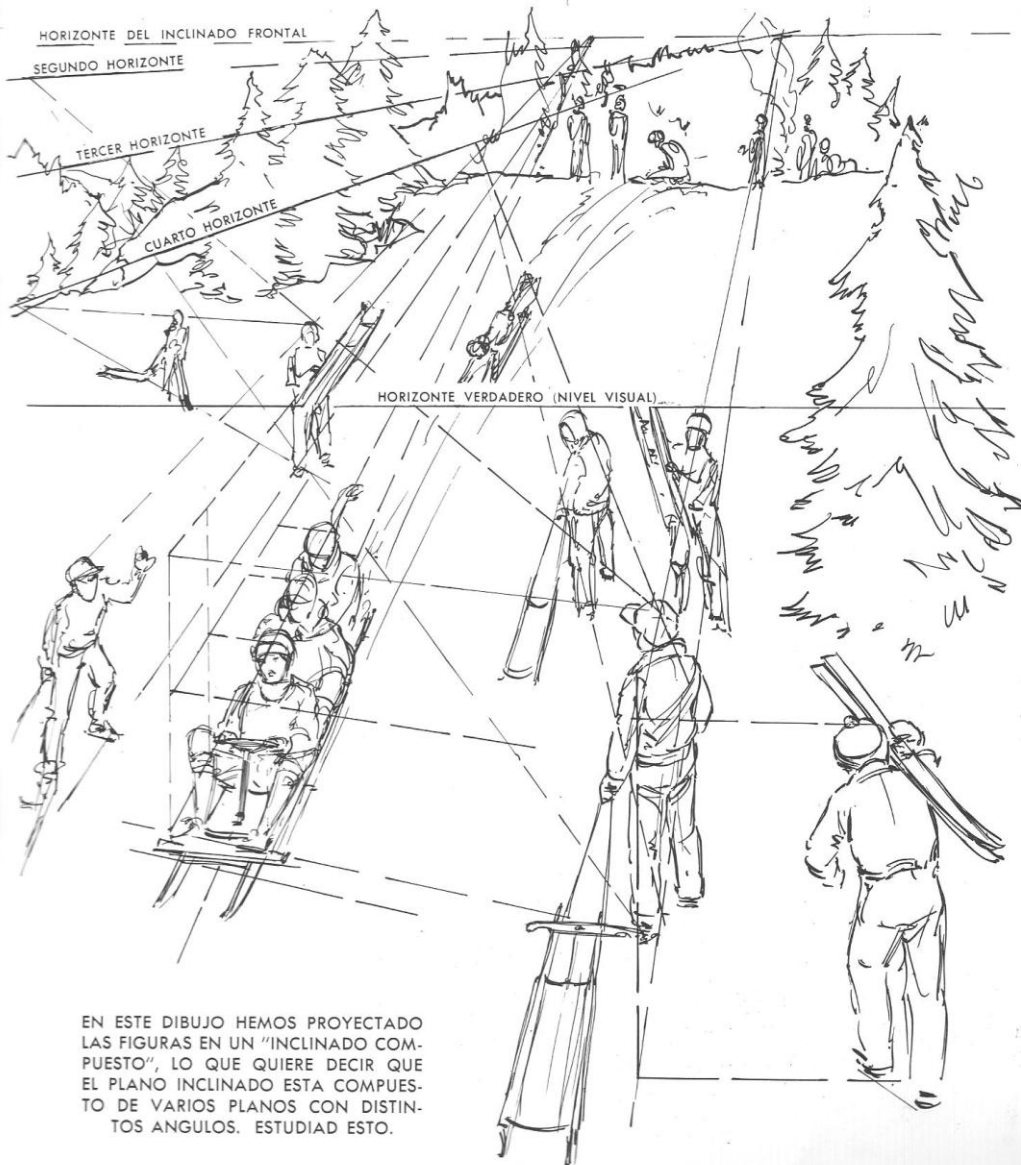 HORIZONTE DEL INCLINADO FRONTAL
SEGUNDO HORIZONTE
TERCER HORIZONTE
CUARTO HORIZONTE
HORIZONTE VERDADERO (NIVEL VISUAL)
EN ESTE DIBUJO HEMOS PROYECTADO
LAS FIGURAS EN UN "INCLINADO COM-
PUESTO", LO QUE QUIERE DECIR QUE
EL PLANO INCLINADO ESTA COMPUES-
TO DE VARIOS PLANOS CON DISTIN-
TOS ANGULOS. ESTUDIAD ESTO.